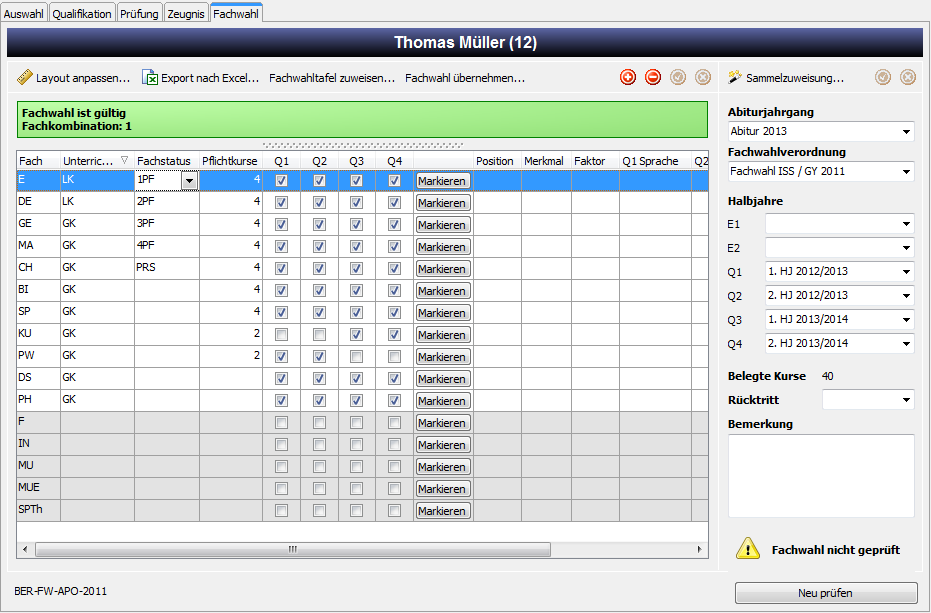 Auswahl Qualifikation Prüfung Zeugnis Fachwahl
Thomas Müller (12)
Layout anpassen... Export nach Excel... Fachwahltafel zuweisen... Fachwahl übernehmen...
Sammelzuweisung...
Fachwahl ist gültig
Fachkombination: 1
Fach Unterric... Fachstatus Pflichtkurse Q1 Q2 Q3 Q4 Position Merkmal Faktor Q1 Sprache Q2
E LK 1PF 4 Markieren
DE LK 2PF 4 Markieren
GE GK 3PF 4 Markieren
MA GK 4PF 4 Markieren
CH GK PRS 4 Markieren
BI GK 4 Markieren
SP GK 4 Markieren
KU GK 2 Markieren
PW GK 2 Markieren
DS GK Markieren
PH GK Markieren
F Markieren
IN Markieren
MU Markieren
MUE Markieren
SPTh Markieren
Abiturjahrgang
Abitur 2013
Fachwahlverordnung
Fachwahl ISS / GY 2011
Halbjahre
E1
E2
Q1 1. HJ 2012/2013
Q2 2. HJ 2012/2013
Q3 1. HJ 2013/2014
Q4 2. HJ 2013/2014
Belegte Kurse 40
Rücktritt
Bemerkung
Fachwahl nicht geprüft
BER-FW-APO-2011
Neu prüfen